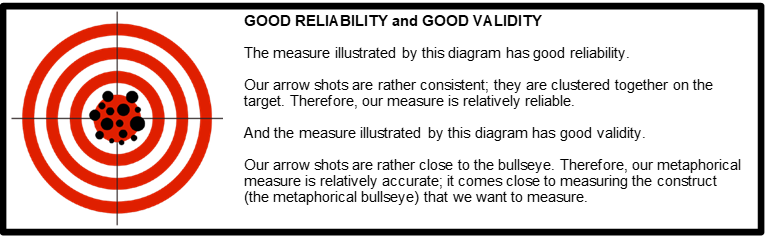 GOOD RELIABILITY and GOOD VALIDITY
The measure illustrated by this diagram has good reliability.
Our arrow shots are rather consistent; they are clustered together on the
target. Therefore, our measure is relatively reliable.
And the measure illustrated by this diagram has good validity.
Our arrow shots are rather close to the bullseye. Therefore, our metaphorical
measure is relatively accurate; it comes close to measuring the construct
(the metaphorical bullseye) that we want to measure.